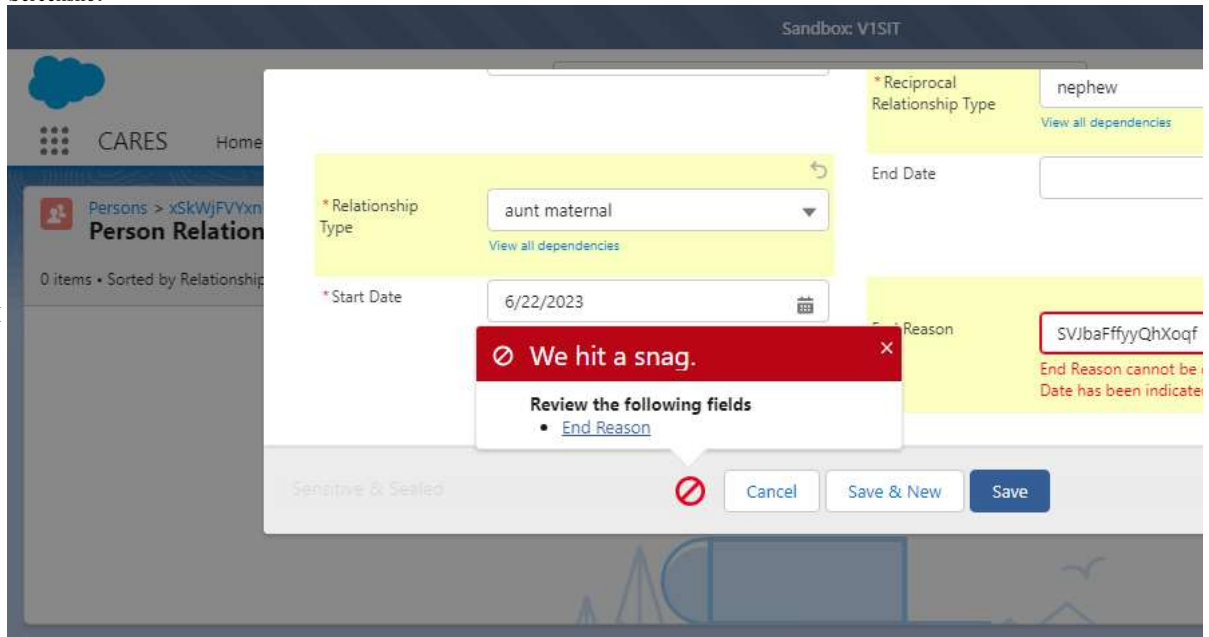 Sandbox: V1SIT
CARES Home
Persons > xSkWjFVYxn
Person Relation
0 items • Sorted by Relationship
* Reciprocal
Relationship Type
nephew
View all dependencies
* Relationship
Type
aunt maternal
View all dependencies
End Date
* Start Date
6/22/2023
Reason
SVJbaFffyyQhXoqf
End Reason cannot be
Date has been indicate
We hit a snag.
Review the following fields
• End Reason
Sensitive & Sealed
Cancel
Save & New
Save